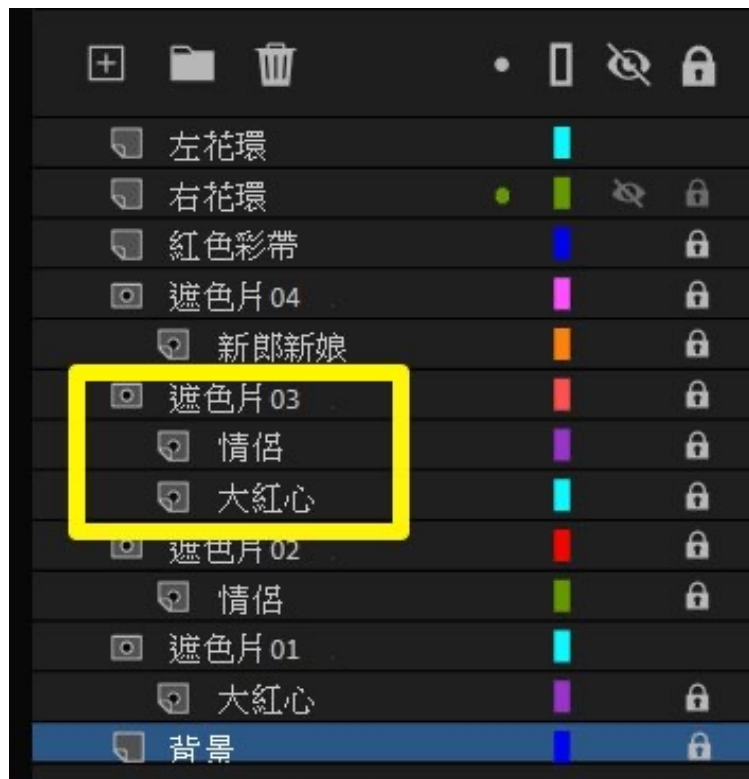 左花環
右花環
紅色彩帶
遮色片04
新郎新娘
遮色片03
情侶
大紅心
遮色片02
情侶
遮色片01
大紅心
背景